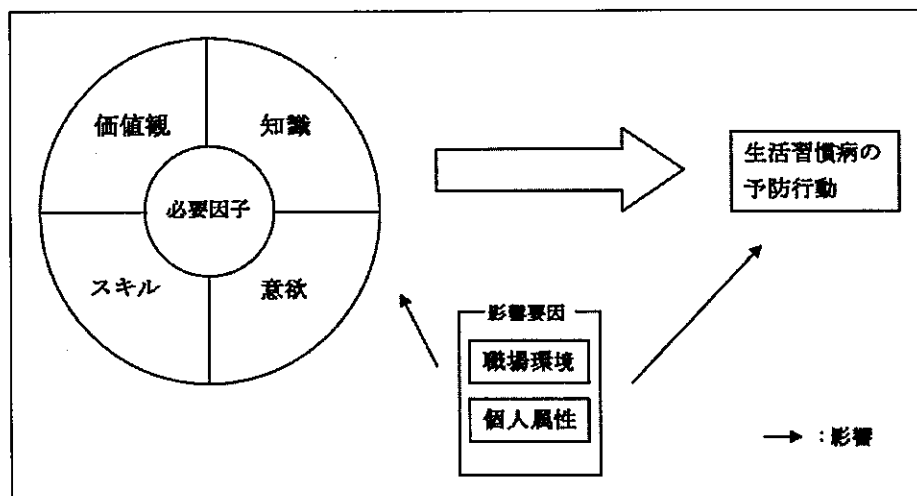 価値観
知識
必要因子
スキル
意欲
生活習慣病の
予防行動
影響要因
職場環境
個人属性
：影響